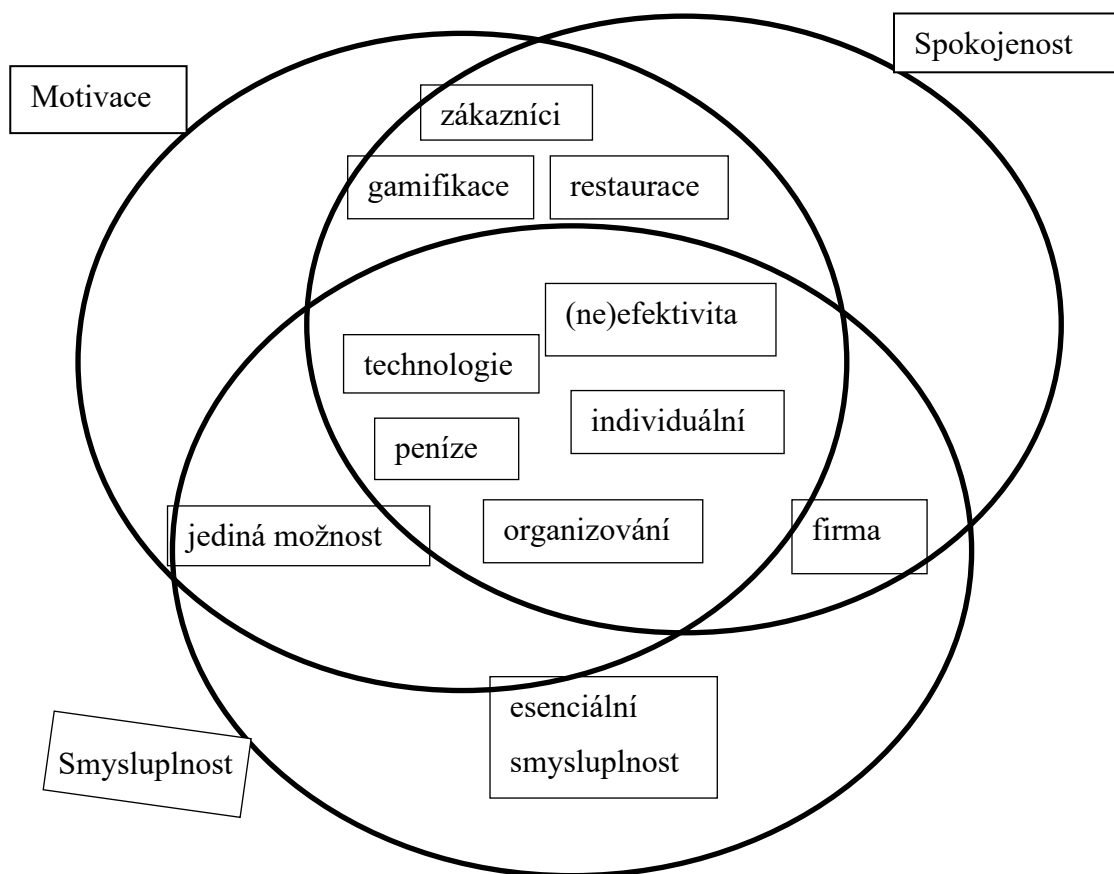 Spokojenost
Motivace
zákazníci
gamifikace
restaurace
(ne)efektivita
technologie
individuální
peníze
jediná možnost
organizování
firma
esenciální
smysluplnost
Smysluplnost